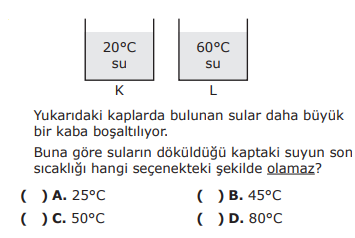 20°C 60°C
su su
K L
Yukarıdaki kaplarda bulunan sular daha büyük
bir kaba boşaltılıyor.
Buna göre suların döküldüğü kaptaki suyun son
sıcaklığı hangi seçenekteki şekilde olamaz?
( ) A. 25°C ( ) B. 45°C
( ) C. 50°C ( ) D. 80°C